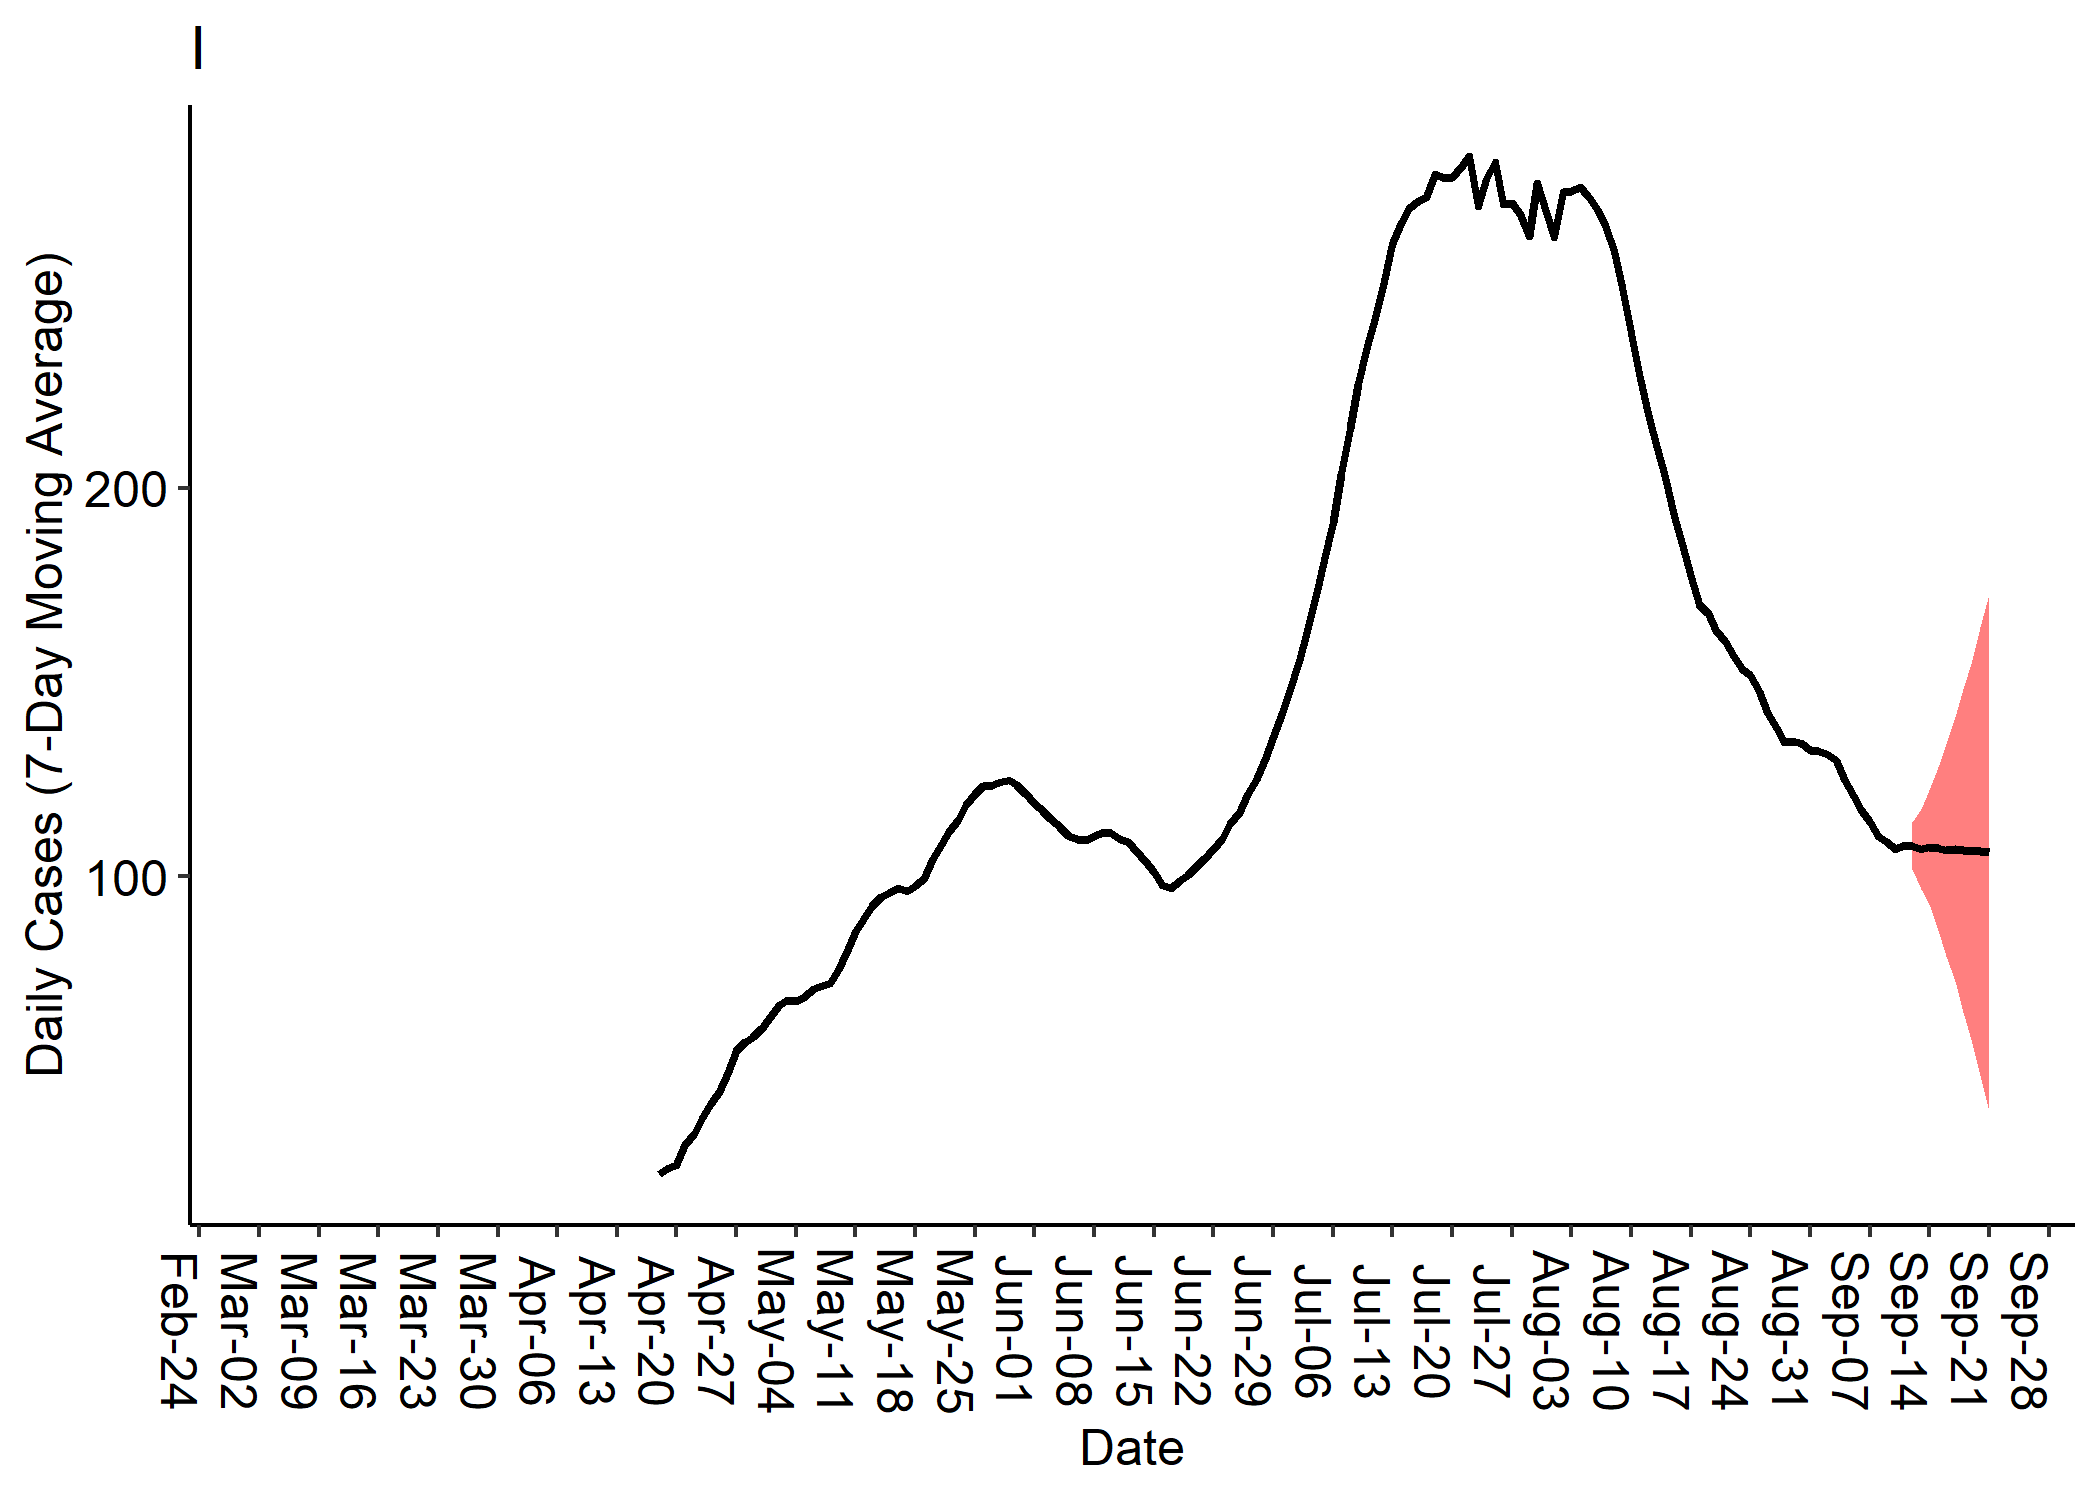 I
Daily Cases (7-Day Moving Average)
200
100
Feb-24
Mar-02
Mar-09
Mar-16
Mar-23
Mar-30
Apr-06
Apr-13
Apr-20
Apr-27
May-04
May-11
May-18
May-25
Jun-01
Jun-08
Jun-15
Jun-22
Jun-29
Jul-06
Jul-13
Jul-20
Jul-27
Aug-03
Aug-10
Aug-17
Aug-24
Aug-31
Sep-07
Sep-14
Sep-21
Sep-28
Date